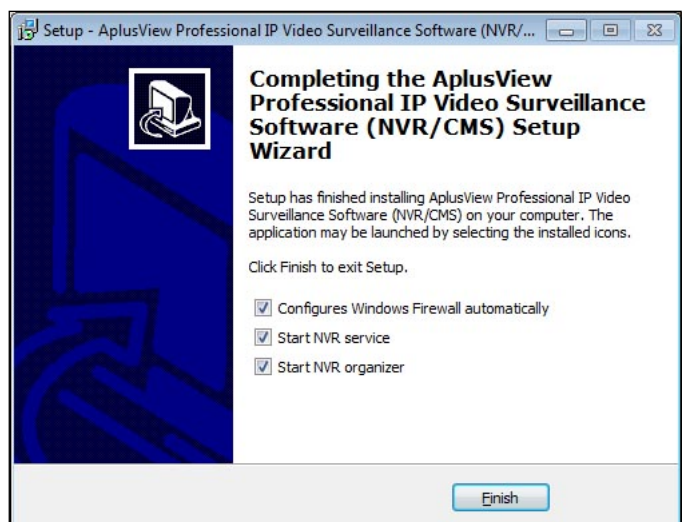 Setup - AplusView Professional IP Video Surveillance Software (NVR/...
Completing the AplusView
Professional IP Video Surveillance
Software (NVR/CMS) Setup
Wizard
Setup has finished installing AplusView Professional IP Video
Surveillance Software (NVR/CMS) on your computer. The
application may be launched by selecting the installed icons.
Click Finish to exit Setup.
Configures Windows Firewall automatically
Start NVR service
Start NVR organizer
Finish